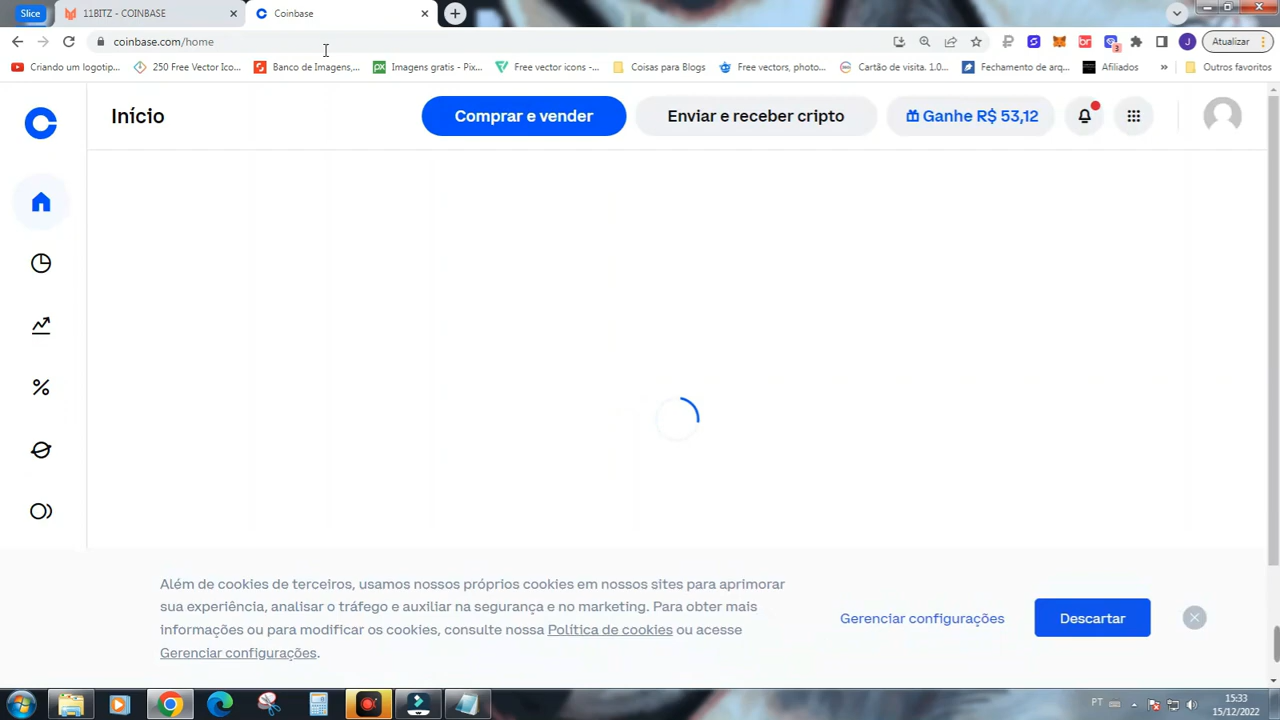 Slice
11BITZ - COINBASE
Coinbase
coinbase.com/home
3
J
Atualizar
Criando um logotip...
250 Free Vector Ico...
Banco de Imagens,...
Imagens gratis - Pix...
Free vector icons -...
Coisas para Blogs
Free vectors, photo...
Cartão de visita. 1.0...
Fechamento de arq...
Afiliados
»
Outros favoritos
Início
Comprar e vender
Enviar e receber cripto
Ganhe R$ 53,12
Além de cookies de terceiros, usamos nossos próprios cookies em nossos sites para aprimorar
sua experiência, analisar o tráfego e auxiliar na segurança e no marketing. Para obter mais
informações ou para modificar os cookies, consulte nossa Política de cookies ou acesse
Gerenciar configurações.
Gerenciar configurações
Descartar
PT
15:33
15/12/2022